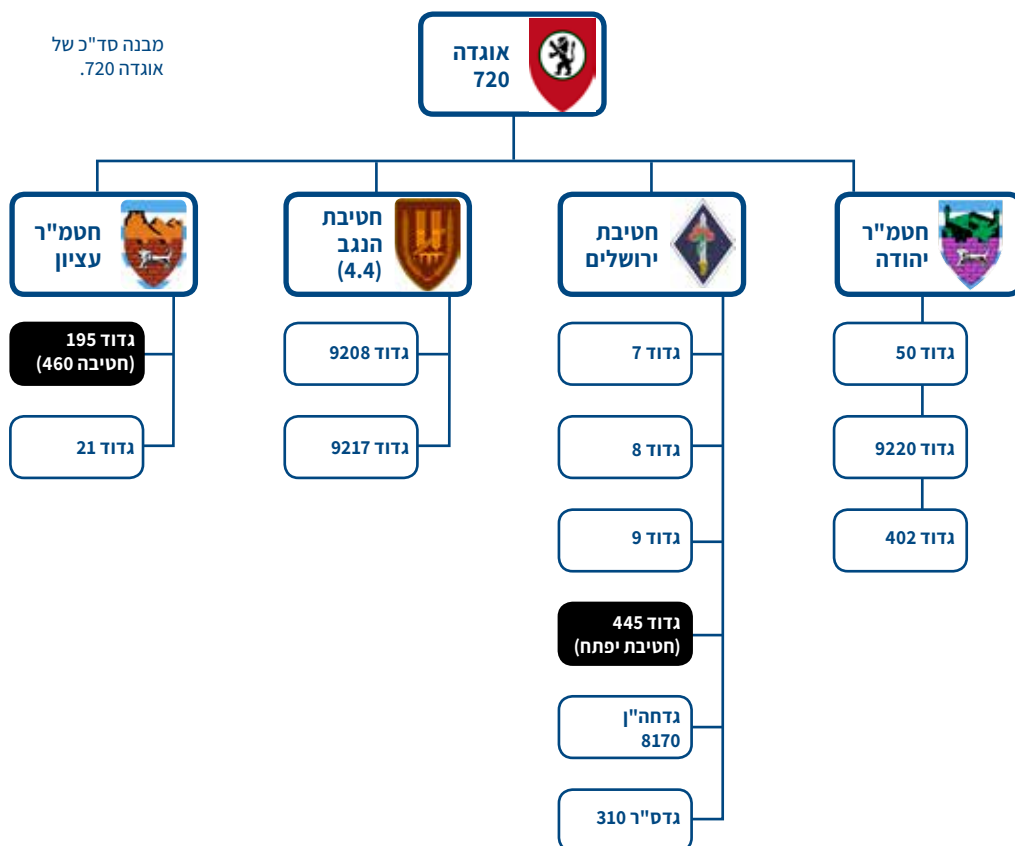 מבנה סד"כ של
אוגדה 720.
אוגדה
720
חטמ"ר
יהודה
גדוד 50
גדוד 9220
גדוד 402
חטיבת
ירושלים
גדוד 7
גדוד 8
גדוד 9
גדוד 445
(חטיבת יפתח)
גדחה"ן
8170
גדס"ר 310
חטיבת
הנגב
(4.4)
גדוד 9208
גדוד 9217
חטמ"ר
עציון
גדוד 195
(חטיבה 460)
גדוד 21